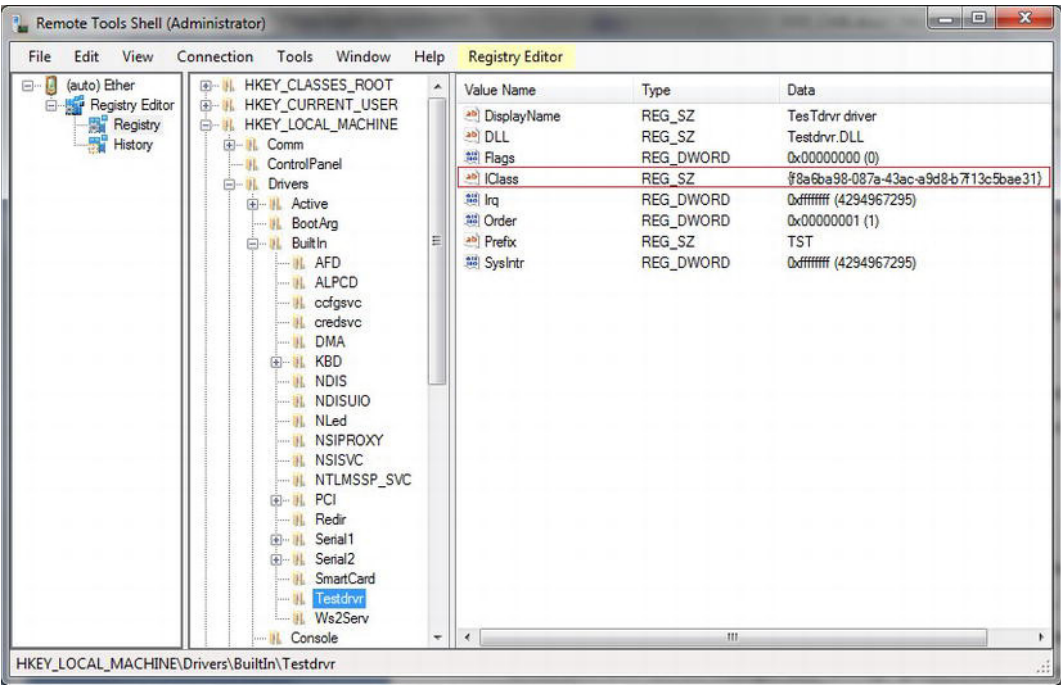 Remote Tools Shell (Administrator)
File Edit View Connection Tools Window Help Registry Editor
(auto) Ether
Registry Editor
Registry
History
HKEY_CLASSES_ROOT
HKEY_CURRENT_USER
HKEY_LOCAL_MACHINE
Comm
ControlPanel
Drivers
Active
BootArg
BuiltIn
AFD
ALPCD
ccfgsvc
credsvc
DMA
KBD
NDIS
NDISUIO
NLed
NSIPROXY
NSISVC
NTLMSSP_SVC
PCI
Redir
Serial1
Serial2
SmartCard
Testdrvr
Ws2Serv
Console
Value Name Type Data
DisplayName REG_SZ TesTdrvr driver
DLL REG_SZ Testdrvr.DLL
Flags REG_DWORD 0x00000000 (0)
IClass REG_SZ {f8a6ba98-087a-43ac-a9d8-b7f13c5bae31}
Irq REG_DWORD 0xffffffff (4294967295)
Order REG_DWORD 0x00000001 (1)
Prefix REG_SZ TST
SysIntr REG_DWORD 0xffffffff (4294967295)
HKEY_LOCAL_MACHINE\Drivers\BuiltIn\Testdrvr